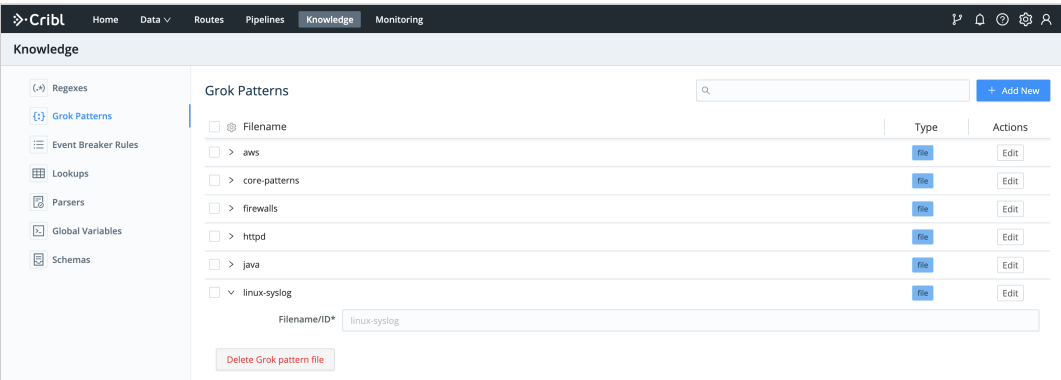 Cribl Home Data Routes Pipelines Knowledge Monitoring
Knowledge
(.*) Regexes
{:} Grok Patterns
Event Breaker Rules
Lookups
Parsers
Global Variables
Schemas
Grok Patterns
+ Add New
Filename Type Actions
aws file Edit
core-patterns file Edit
firewalls file Edit
httpd file Edit
java file Edit
linux-syslog file Edit
Filename/ID* linux-syslog
Delete Grok pattern file